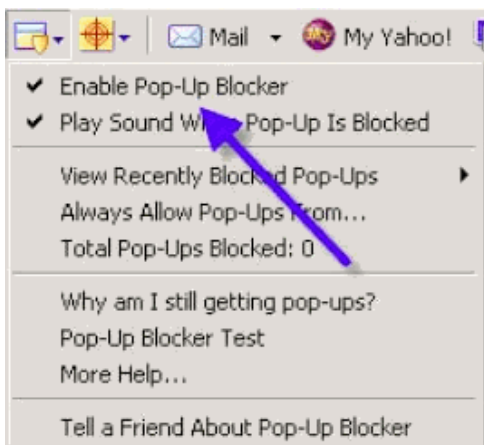 Mail My Yahoo!
Enable Pop-Up Blocker
Play Sound When Pop-Up Is Blocked
View Recently Blocked Pop-Ups
Always Allow Pop-Ups From...
Total Pop-Ups Blocked: 0
Why am I still getting pop-ups?
Pop-Up Blocker Test
More Help...
Tell a Friend About Pop-Up Blocker